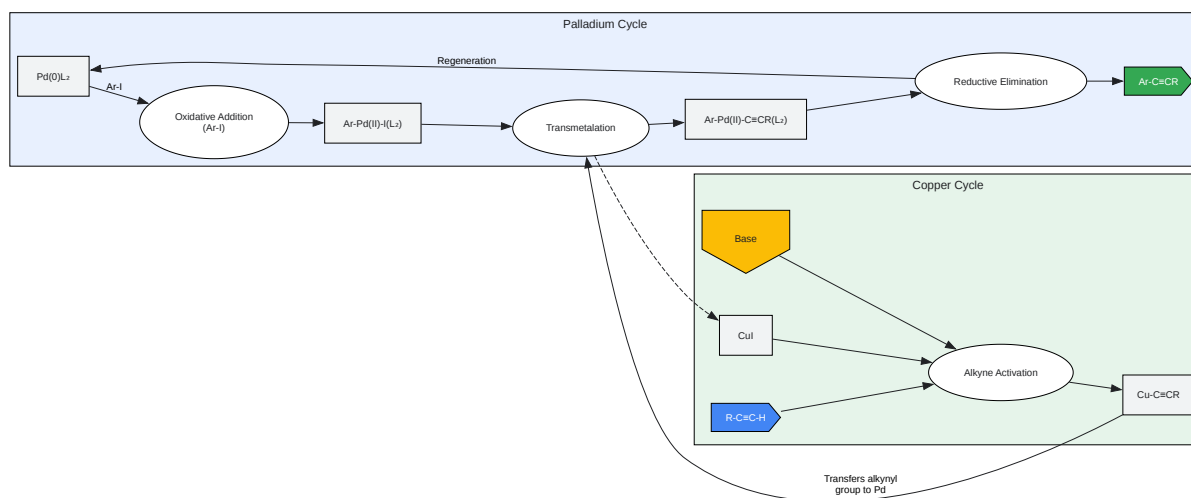 Palladium Cycle
Regeneration
Pd(0)L₂
Ar-I
Oxidative Addition
(Ar-I)
Ar-Pd(II)-I(L₂)
Transmetalation
Ar-Pd(II)-C≡CR(L₂)
Reductive Elimination
Ar-C≡CR
Copper Cycle
Base
CuI
R-C≡C-H
Alkyne Activation
Cu-C≡CR
Transfers alkynyl
group to Pd